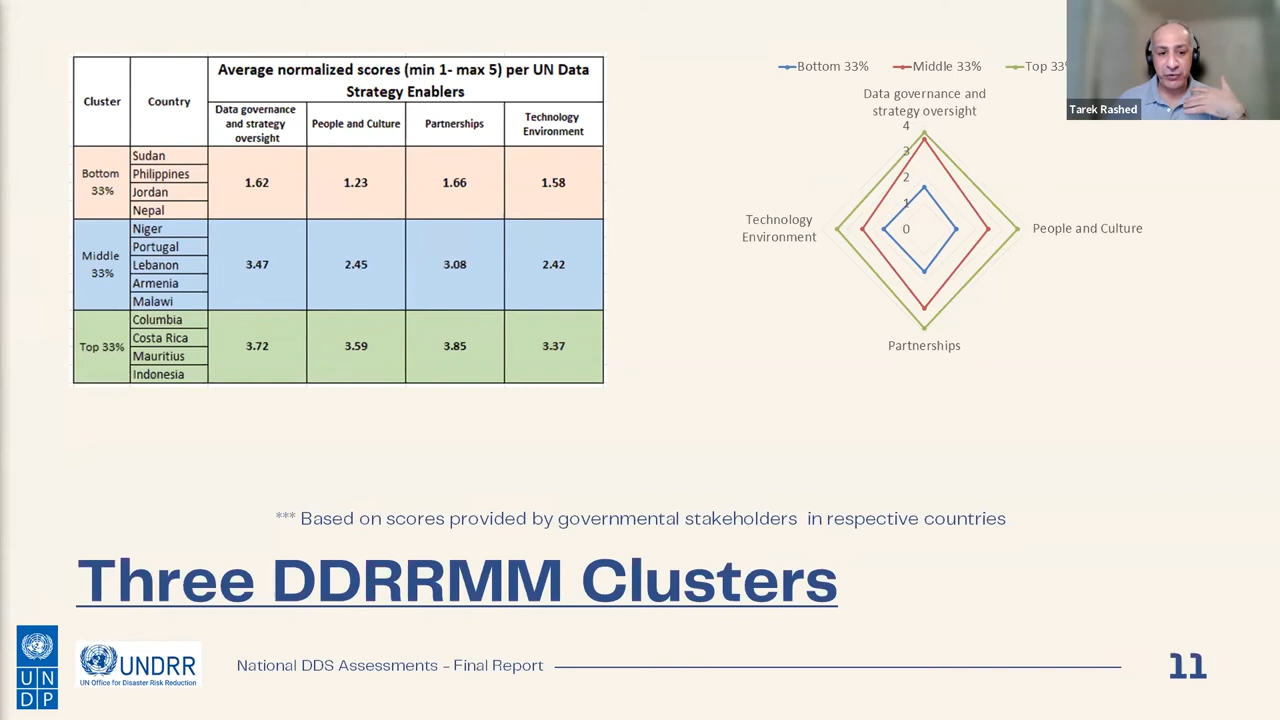 Cluster
Country
Average normalized scores (min 1- max 5) per UN Data
Strategy Enablers
Data governance
and strategy
oversight
People and Culture
Partnerships
Technology
Environment
Bottom
33%
Sudan
Philippines
Jordan
Nepal
1.62
1.23
1.66
1.58
Middle
33%
Niger
Portugal
Lebanon
Armenia
Malawi
3.47
2.45
3.08
2.42
Top 33%
Columbia
Costa Rica
Mauritius
Indonesia
3.72
3.59
3.85
3.37
Bottom 33%
Middle 33%
Top 33
Data governance and
strategy oversight
4
3
2
1
0
Technology
Environment
People and Culture
Partnerships
Tarek Rashed
*** Based on scores provided by governmental stakeholders in respective countries
Three DDRRMM Clusters
U N
D P
UNDRR
UN Office for Disaster Risk Reduction
National DDS Assessments - Final Report
11